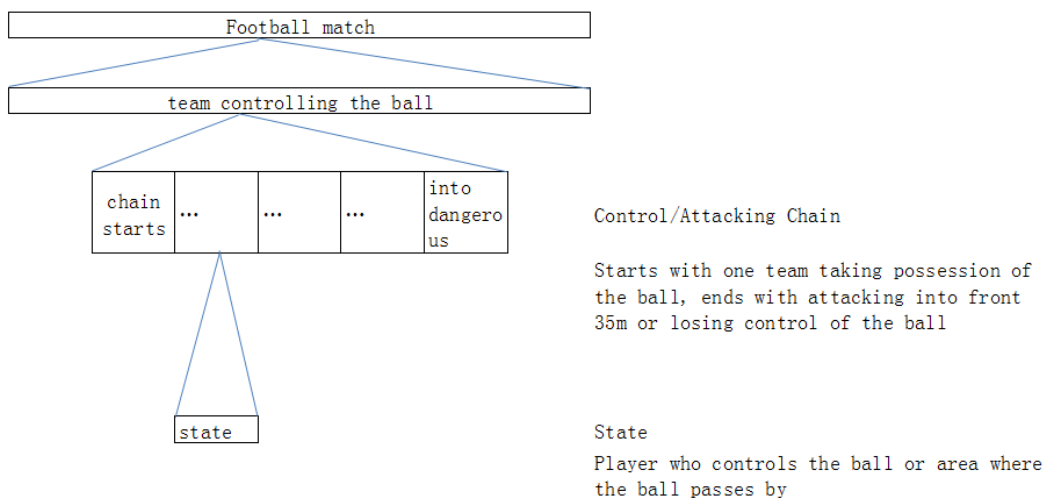 Football match
team controlling the ball
chain
starts
...
...
...
into
dangero
us
Control/Attacking Chain
Starts with one team taking possession of
the ball, ends with attacking into front
35m or losing control of the ball
state
State
Player who controls the ball or area where
the ball passes by